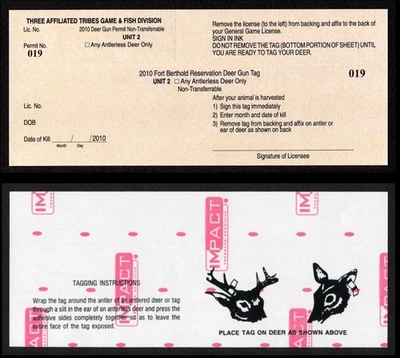 THREE AFFILIATED TRIBES GAME & FISH DIVISION
Lic. No. 2010 Deer Gun Permit Non-Transferrable
UNIT 2
Permit No. □ Any Antlerless Deer Only
019
Remove the license (to the left) from backing and affix to the back of
your General Game License.
SIGN IN INK
DO NOT REMOVE THE TAG (BOTTOM PORTION OF SHEET) UNTIL
YOU ARE READY TO TAG YOUR DEER.
2010 Fort Berthold Reservation Deer Gun Tag
019
UNIT 2 □ Any Antlerless Deer Only
Non-Transferrable
Lic. No.
DOB
Date of Kill ____/____/2010
Month Day
After your animal is harvested
1) Sign this tag immediately
2) Enter month and date of kill
3) Remove tag from backing and affix on antler or
ear of deer as shown on back
Signature of Licensee
IMPACT
IMPACT
IMPACT
IMPACT
TAGGING INSTRUCTIONS
Wrap the tag around the antler of an antlered deer or tag
through a slit in the ear of an antlerless deer and press the
adhesive sides completely together so as to leave the
entire face of the tag exposed.
PLACE TAG ON DEER AS SHOWN ABOVE